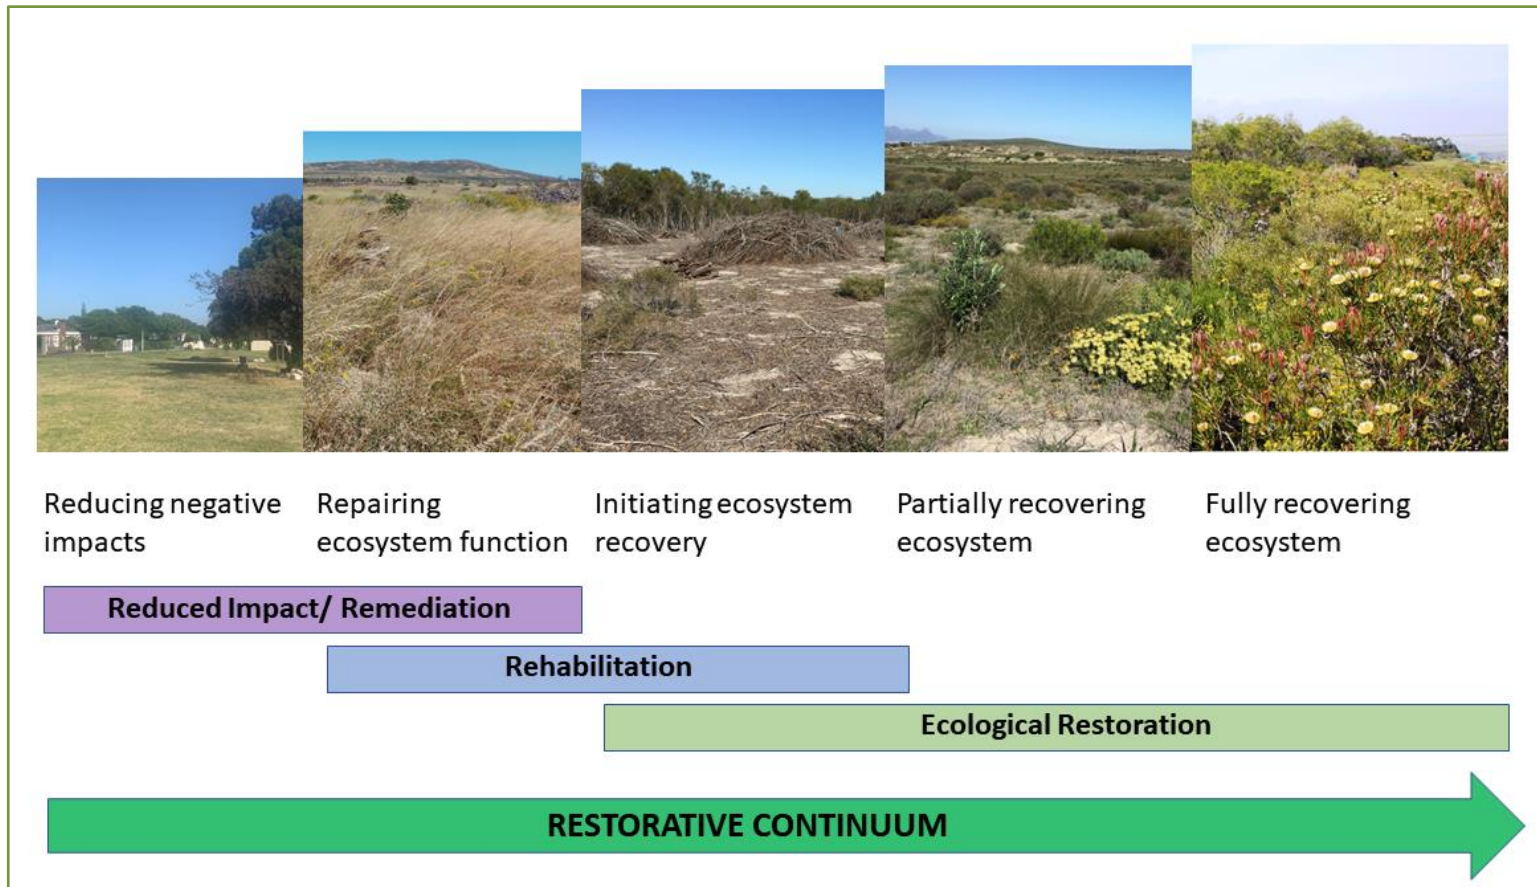 Reducing negative
impacts
Repairing
ecosystem function
Initiating ecosystem
recovery
Partially recovering
ecosystem
Fully recovering
ecosystem
Reduced Impact/ Remediation
Rehabilitation
Ecological Restoration
RESTORATIVE CONTINUUM